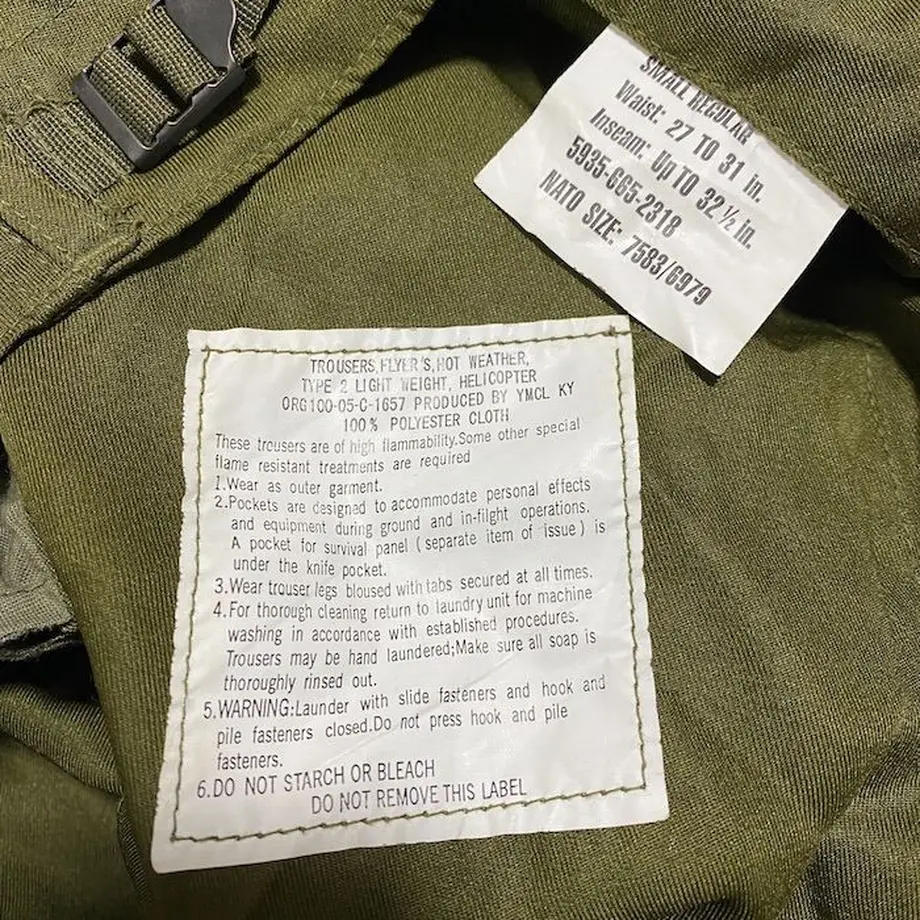 SMALL REGULAR
Waist: 27 TO 31 in.
Inseam: Up TO 32 ½ in.
5935-665-2318
NATO SIZE: 7583/6979
TROUSERS,FLYER'S,HOT WEATHER,
TYPE 2 LIGHT WEIGHT, HELICOPTER
ORG100-05-C-1657 PRODUCED BY YMCL KY
100% POLYESTER CLOTH
These trousers are of high flammability.Some other special
flame resistant treatments are required
1.Wear as outer garment.
2.Pockets are designed to accommodate personal effects
and equipment during ground and in-filght operations.
A pocket for survival panel (separate item of issue) is
under the knife pocket.
3.Wear trouser legs bloused with tabs secured at all times.
4.For thorough cleaning return to laundry unit for machine
washing in accordance with established procedures.
Trousers may be hand laundered;Make sure all soap is
thoroughly rinsed out.
5.WARNING:Launder with slide fasteners and hook and
pile fasteners closed.Do not press hook and pile
fasteners.
6.DO NOT STARCH OR BLEACH
DO NOT REMOVE THIS LABEL